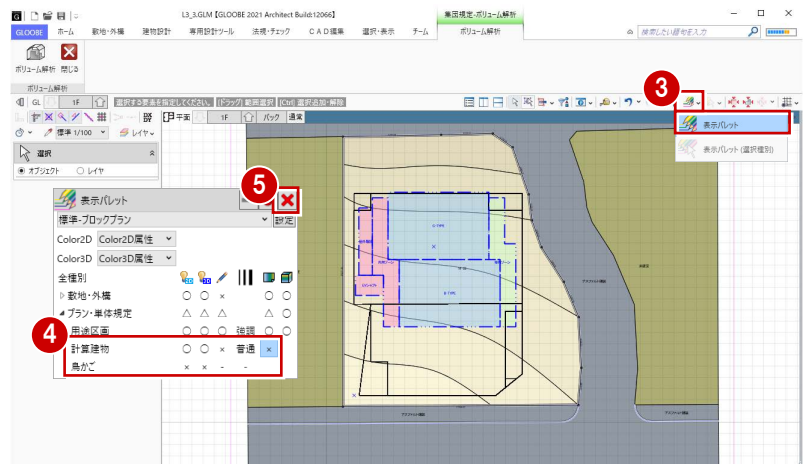 L3_3.GLM【GLOOBE 2021 Architect Build:12066】
集団規定-ボリューム解析
GLOOBE ホーム 敷地・外構 建物設計 専用設計ツール 法規・チェック CAD編集 選択・表示 チーム ボリューム解析
検索したい語句を入力
ボリューム解析 閉じる
ボリューム解析
GL 1F 選択する要素を指定してください。 [ドラッグ] 範囲選択 [Ctrl] 選択追加・解除
3
平面 1F バック 通常
標準 1/100 レイヤ
表示パレット
表示パレット (選択種別)
選択
オブジェクト レイヤ
5
表示パレット
標準-ブロックプラン 設定
Color2D Color2D属性
Color3D Color3D属性
全種別
敷地・外構 ○ ○ × ○ ○
プラン・単体規定 △ △ △ △ ○
4
用途区画 ○ ○ ○ 強調 ○ ○
計算建物 ○ ○ × 普通 ×
鳥かご × × - -